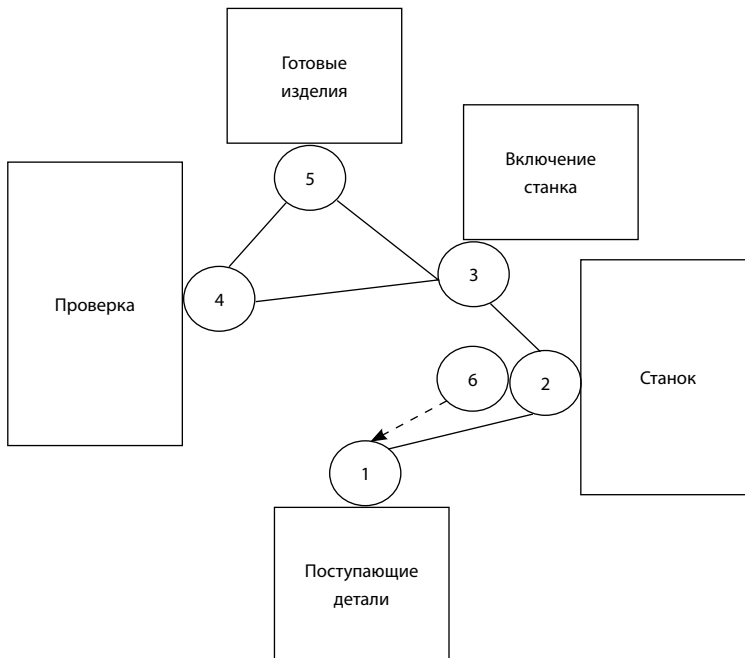 Готовые
изделия
5
Включение
станка
3
4
Проверка
6
2
Станок
1
Поступающие
детали